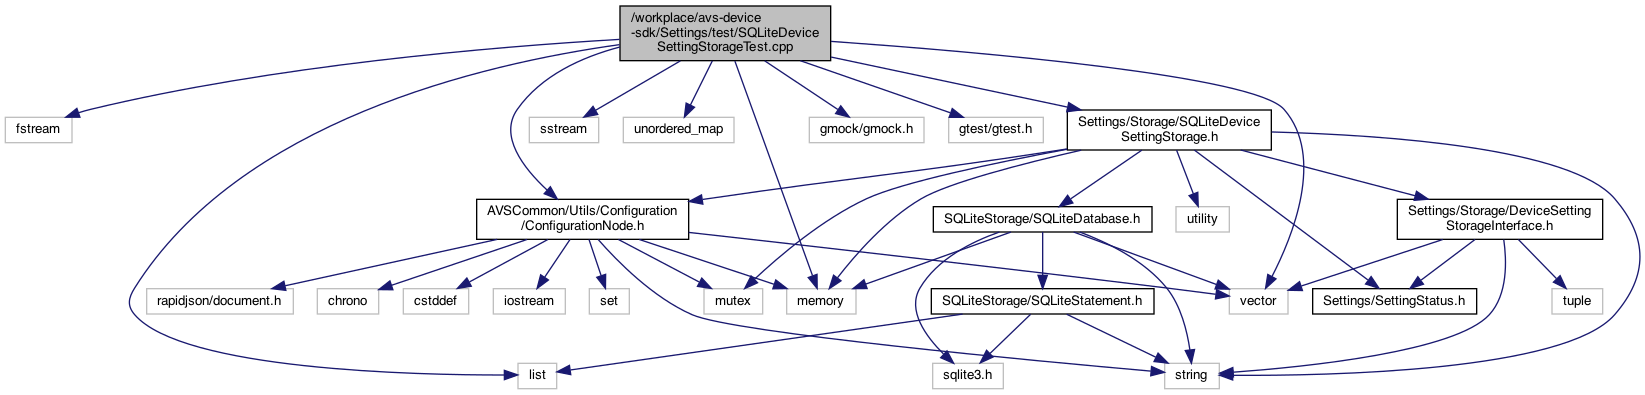 /workplace/avs-device
-sdk/Settings/test/SQLiteDevice
SettingStorageTest.cpp
fstream
sstream
unordered_map
gmock/gmock.h
gtest/gtest.h
Settings/Storage/SQLiteDevice
SettingStorage.h
AVSCommon/Utils/Configuration
/ConfigurationNode.h
SQLiteStorage/SQLiteDatabase.h
utility
Settings/Storage/DeviceSetting
StorageInterface.h
rapidjson/document.h
chrono
cstddef
iostream
set
mutex
memory
SQLiteStorage/SQLiteStatement.h
vector
Settings/SettingStatus.h
tuple
list
sqlite3.h
string